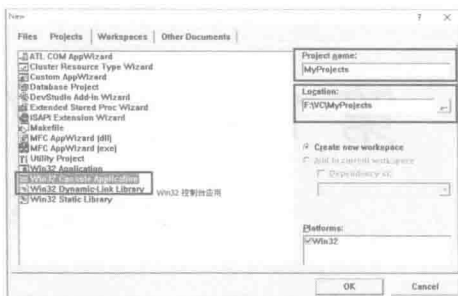 New
Files Projects Workspaces Other Documents
ATL COM AppWizard
Cluster Resource Type Wizard
Custom AppWizard
Database Project
DevStudio Add-in Wizard
Extended Stored Proc Wizard
ISAPI Extension Wizard
Makefile
MFC AppWizard (dll)
MFC AppWizard (exe)
Utility Project
Win32 Application
Win32 Console Application
Win32 Dynamic-Link Library
Win32 Static Library
Win32 控制台应用
Project name:
MyProjects
Location:
F:\VC\MyProjects
Create new workspace
Add to current workspace
Dependency of:
Platforms:
Win32
OK Cancel